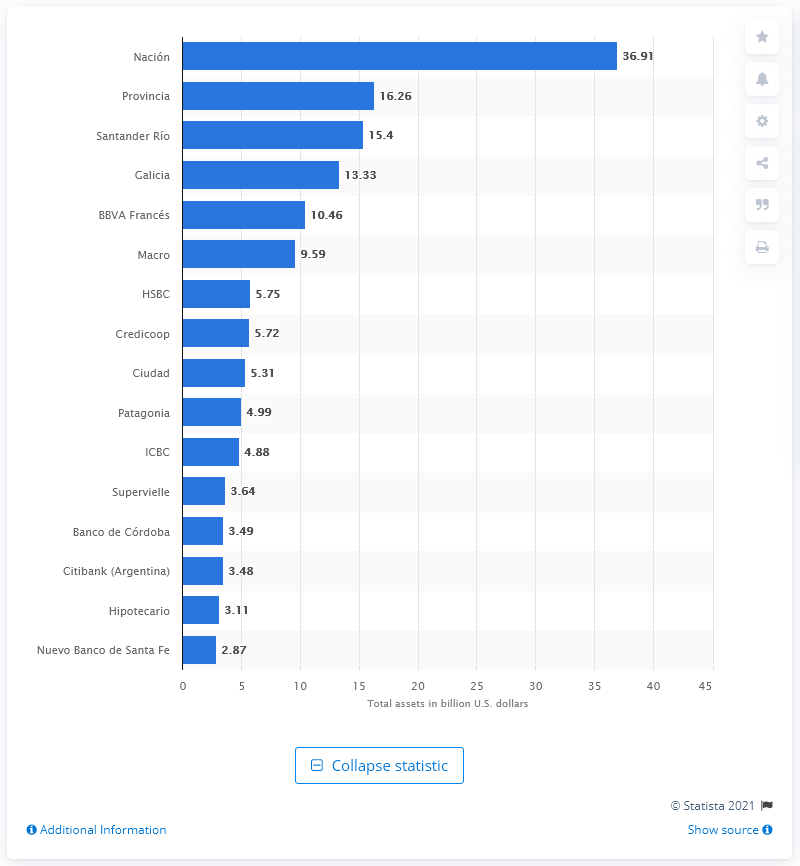 Nación 36.91
Provincia 16.26
Santander Río 15.4
Galicia 13.33
BBVA Francés 10.46
Macro 9.59
HSBC 5.75
Credicoop 5.72
Ciudad 5.31
Patagonia 4.99
ICBC 4.88
Supervielle 3.64
Banco de Córdoba 3.49
Citibank (Argentina) 3.48
Hipotecario 3.11
Nuevo Banco de Santa Fe 2.87
0 5 10 15 20 25 30 35 40 45
Total assets in billion U.S. dollars
Collapse statistic
© Statista 2021
Additional Information Show source